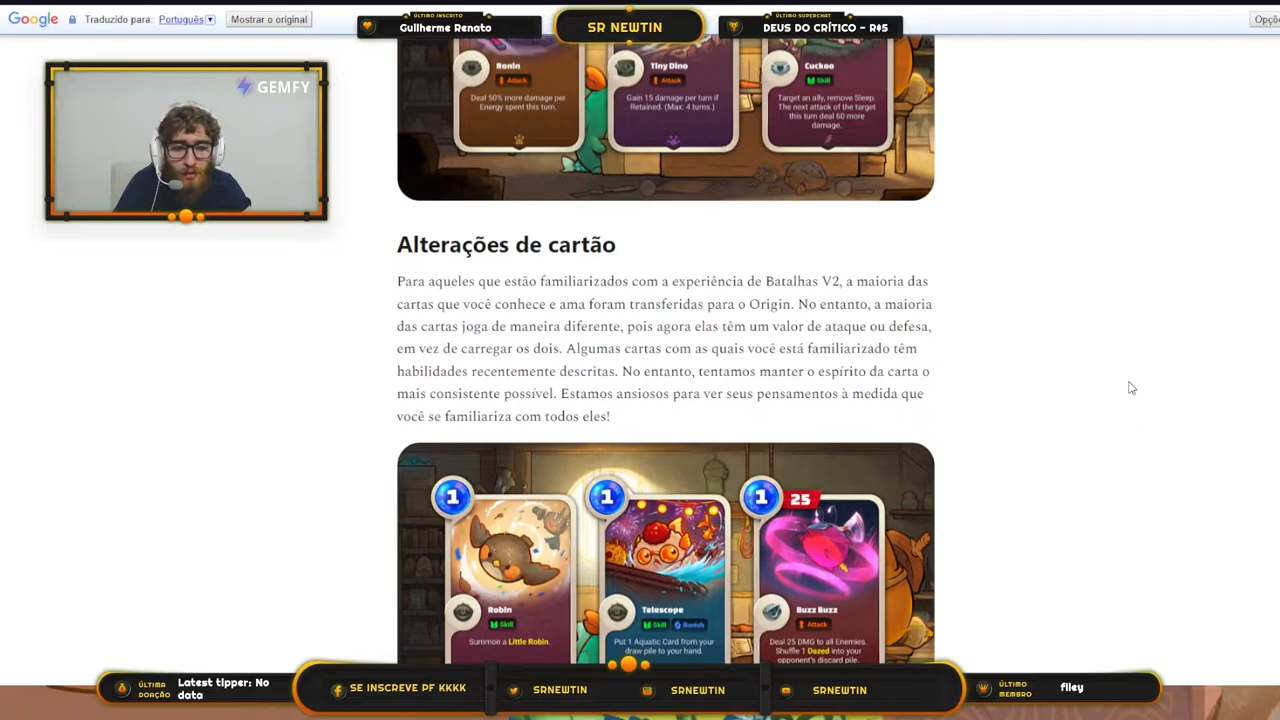 Google Traduzido para: Português Mostrar o original
Opçõ
ÚLTIMO INSCRITO
Guilherme Renato
SR NEWTIN
ÚLTIMO SUPERCHAT
DEUS DO CRÍTICO - R$5
GEMFY
Ronin
Attack
Deal 50% more damage per
Energy spent this turn.
Tiny Dino
Attack
Gain 15 damage per turn if
Retained. (Max: 4 turns.)
Cuckoo
Skill
Target an ally, remove Sleep.
The next attack of the target
this turn deal 60 more
damage.
Alterações de cartão
Para aqueles que estão familiarizados com a experiência de Batalhas V2, a maioria das
cartas que você conhece e ama foram transferidas para o Origin. No entanto, a maioria
das cartas joga de maneira diferente, pois agora elas têm um valor de ataque ou defesa,
em vez de carregar os dois. Algumas cartas com as quais você está familiarizado têm
habilidades recentemente descritas. No entanto, tentamos manter o espírito da carta o
mais consistente possível. Estamos ansiosos para ver seus pensamentos à medida que
você se familiariza com todos eles!
1
Robin
Skill
Summon a Little Robin.
1
Telescope
Skill Banish
Put 1 Aquatic Card from your
draw pile to your hand.
1 25
Buzz Buzz
Attack
Deal 25 DMG to all Enemies.
Shuffle 1 Dazed into your
opponent's discard pile.
ÚLTIMA
DOAÇÃO
Latest tipper: No
data
SE INSCREVE PF KKKK
SRNEWTIN
SRNEWTIN
SRNEWTIN
ÚLTIMO
MEMBRO